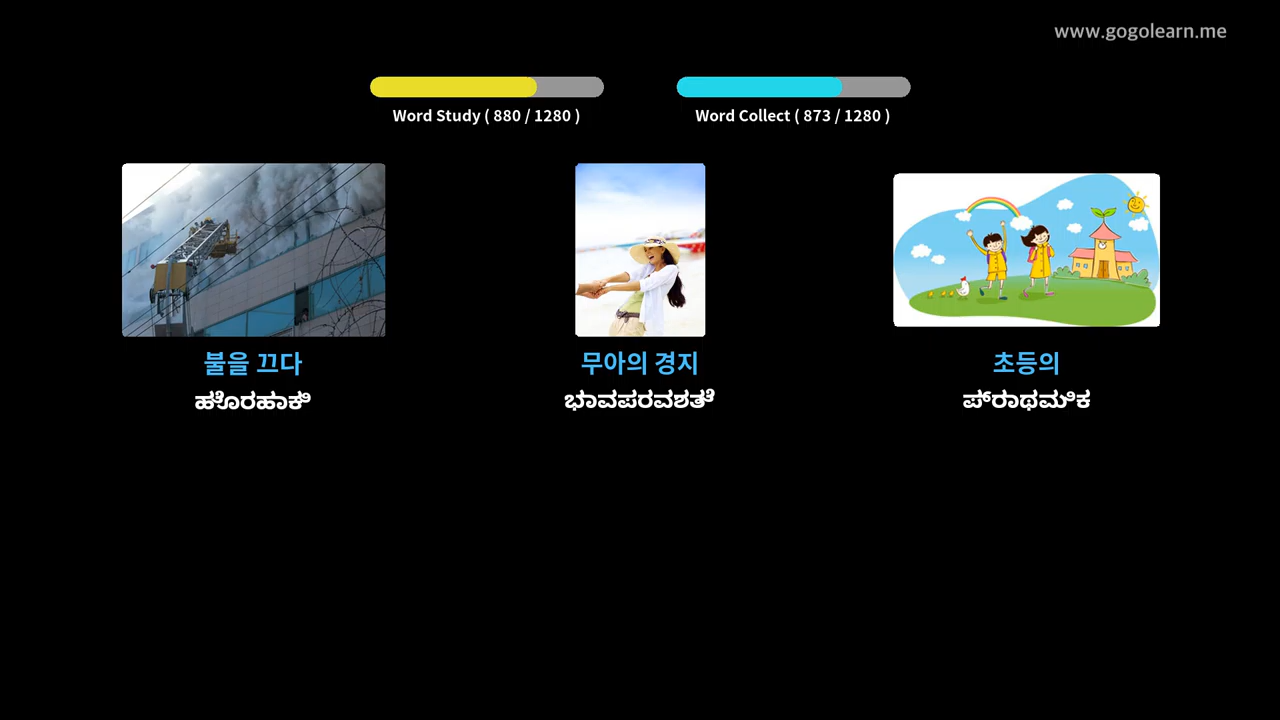 www.gogolearn.me
Word Study ( 880 / 1280 )
Word Collect ( 873 / 1280 )
불을 끄다
무아의 경지
초등의
ಹೊರಹಾಕಿ
ಭಾವಪರವಶತೆ
ಪ್ರಾಥಮಿಕ